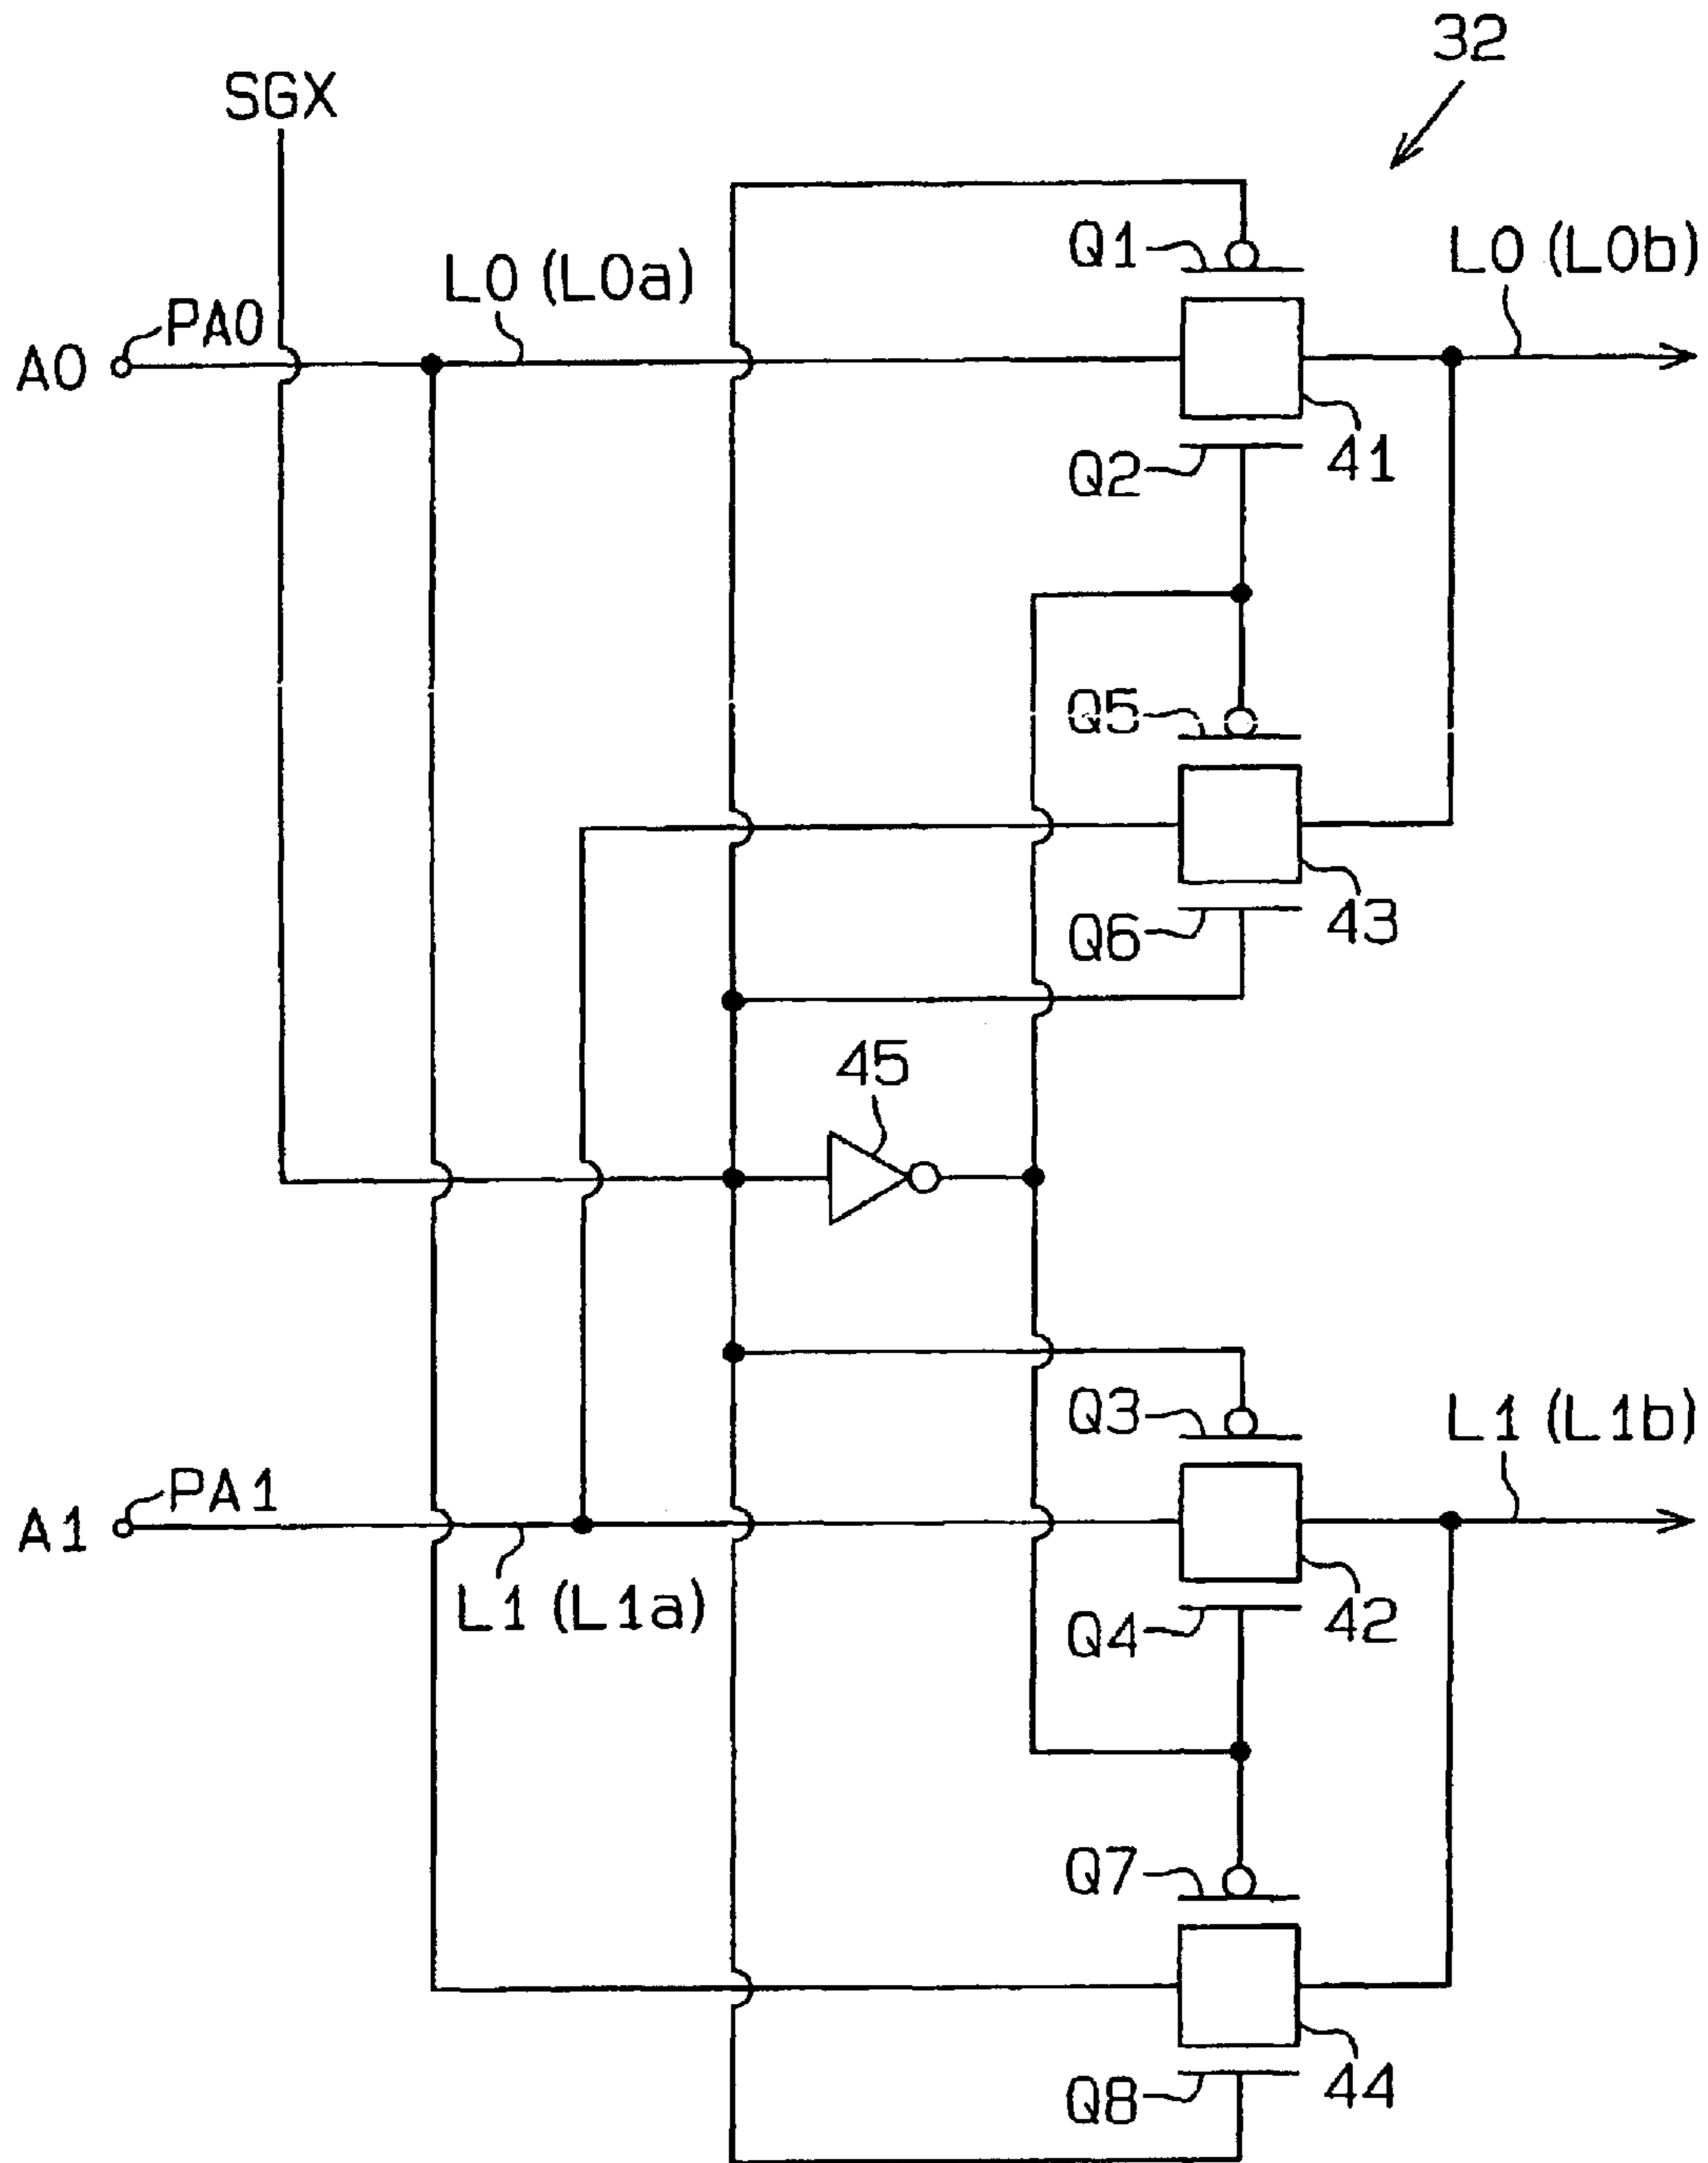 32
SGX
Q1
L0 (L0b)
L0 (L0a)
PA0
A0
Q2
41
Q5
Q6
43
45
Q3
L1 (L1b)
PA1
A1
L1 (L1a)
Q4
42
Q7
Q8
44